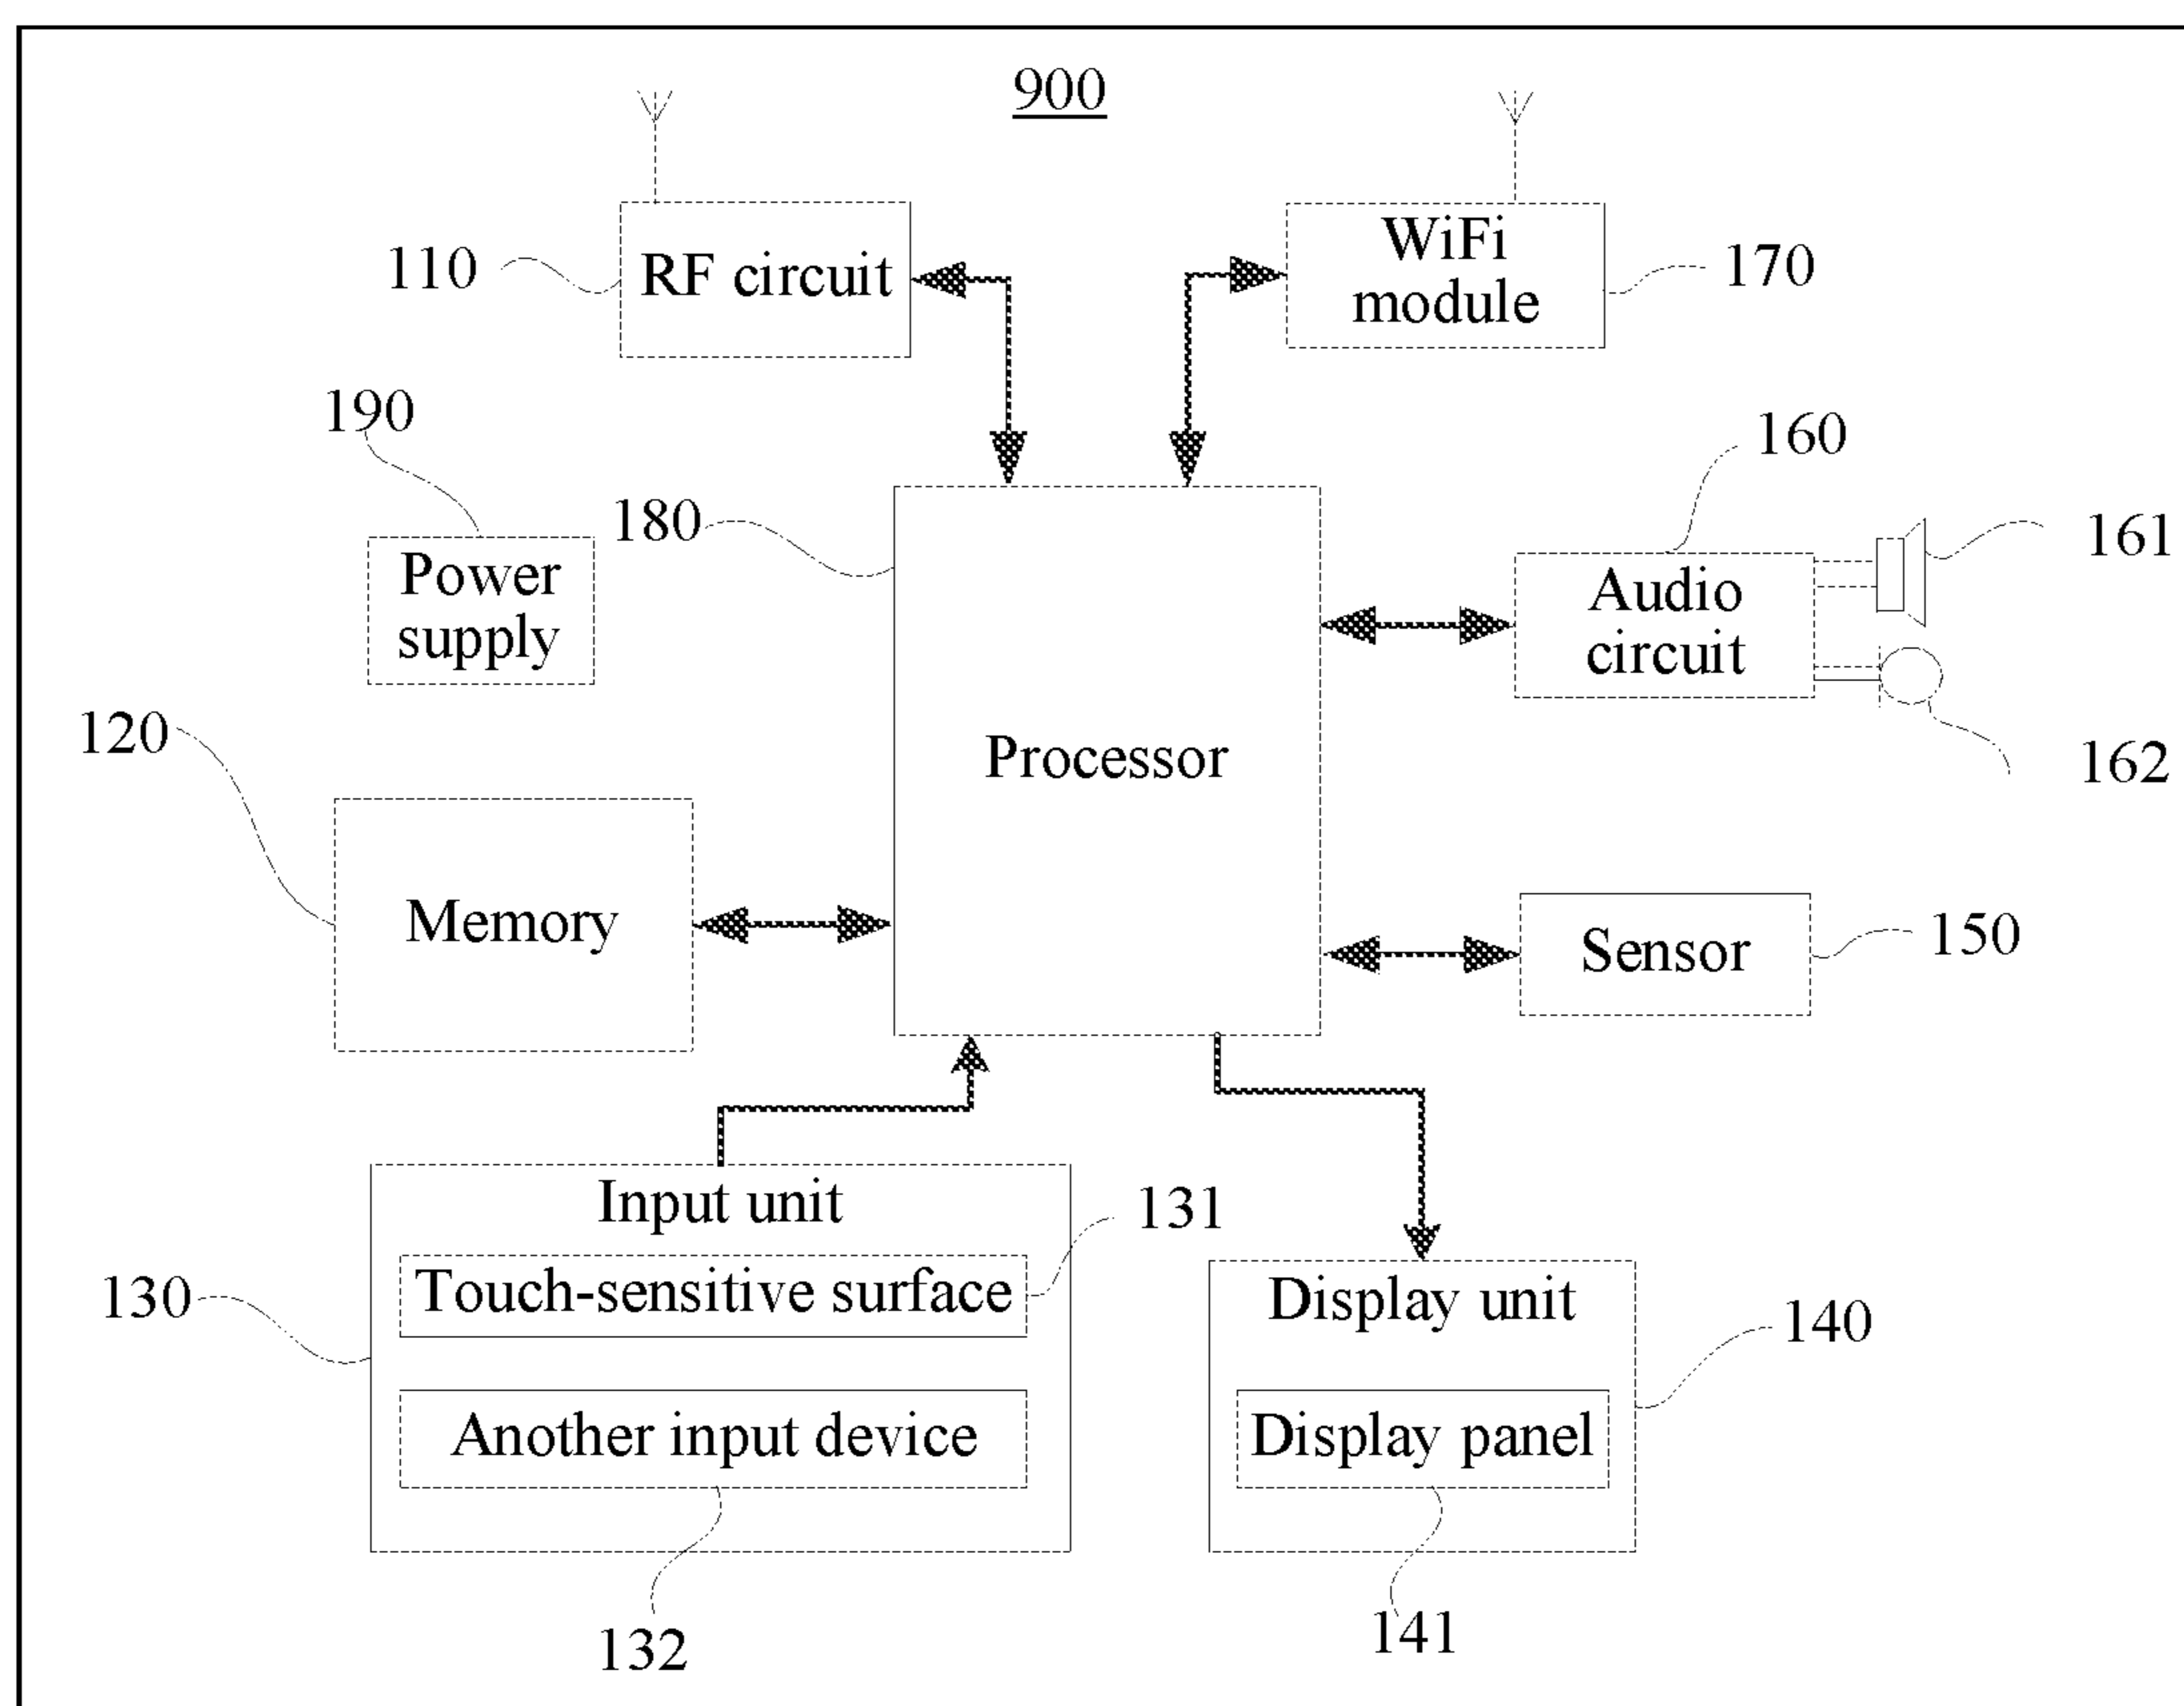 900
110
RF circuit
WiFi
module
170
190
160
180
161
Power
supply
Audio
circuit
120
Processor
162
Memory
Sensor
150
Input unit
131
130
Touch-sensitive surface
Display unit
140
Another input device
Display panel
132
141